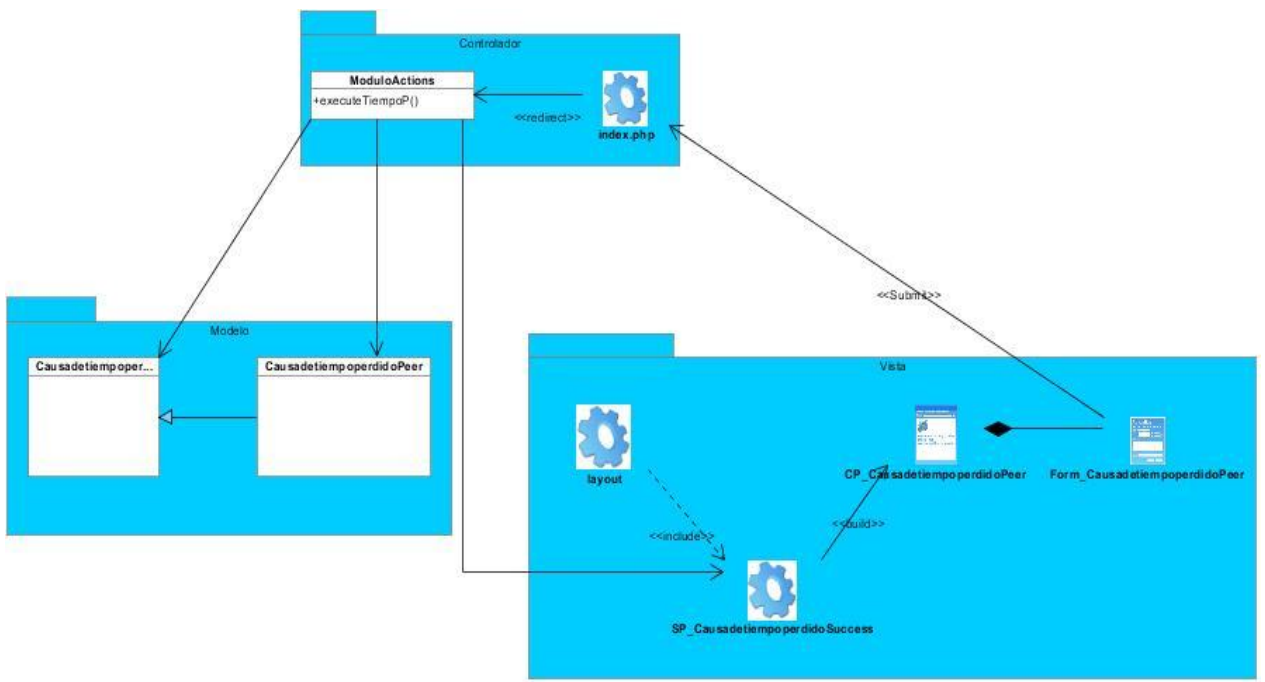 Controlador
ModuloActions
+executeTiempoP()
<<redirect>>
index.php
<<Submit>>
Modelo
Causadetiempoper...
CausadetiempoperdidoPeer
Vista
layout
CP_CausadetiempoperdidoPeer
Form_CausadetiempoperdidoPeer
<<build>>
<<include>>
SP_CausadetiempoperdidoSuccess